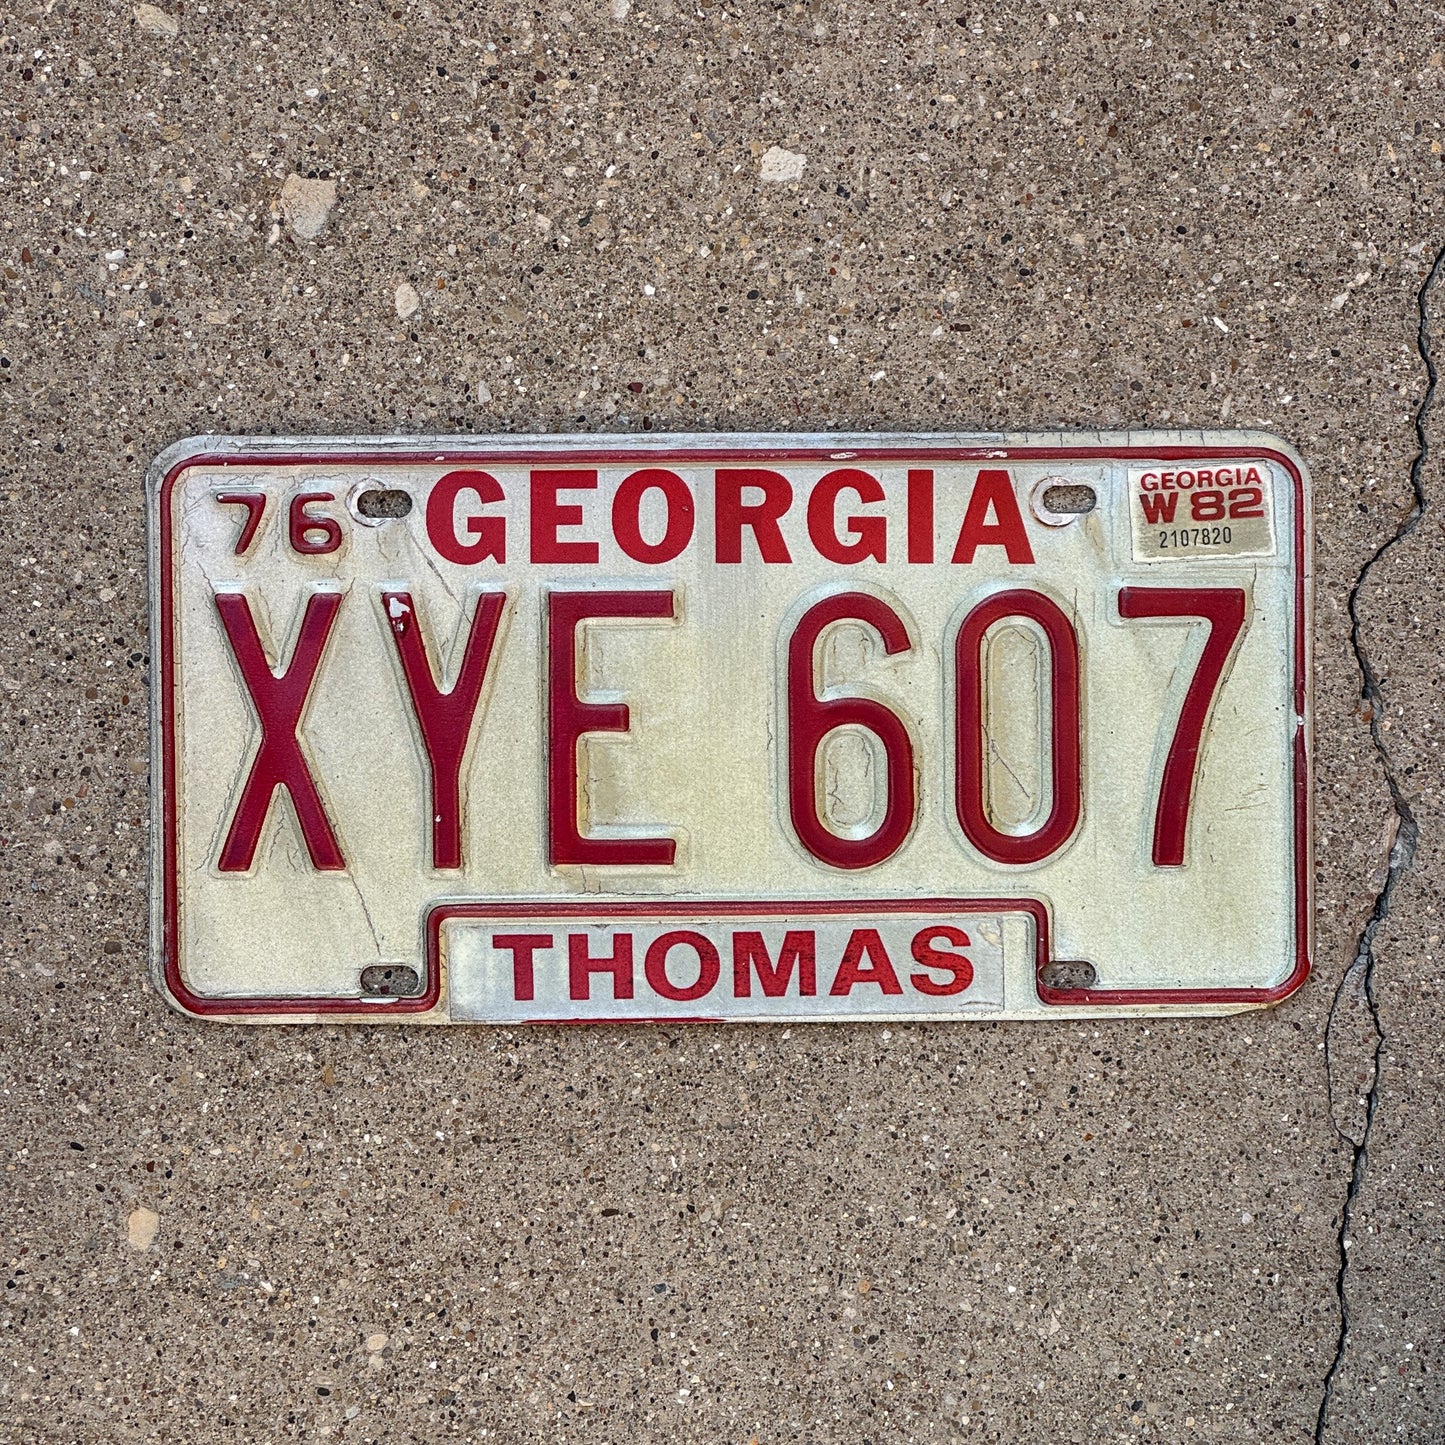 76 GEORGIA
GEORGIA
W 82
2107820
XYE 607
THOMAS